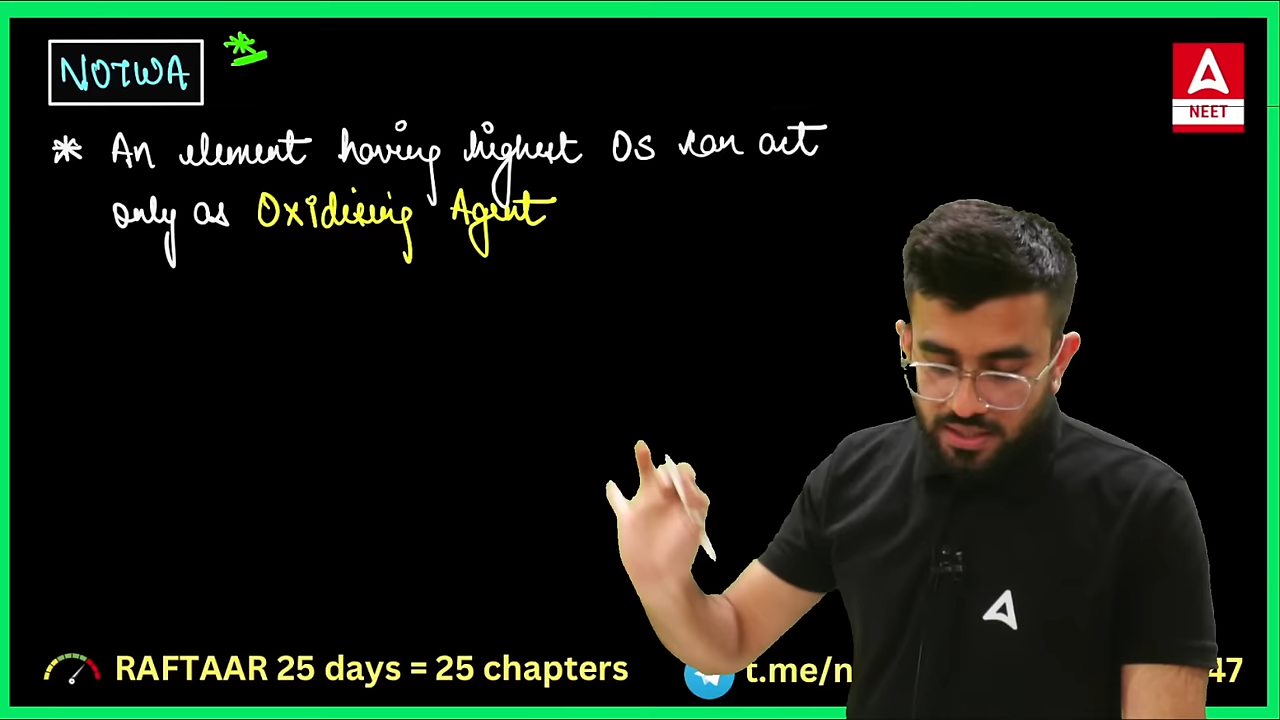 NOTWA *
* An element having highest OS can act
only as Oxidising Agent
NEET
RAFTAAR 25 days = 25 chapters
t.me/n
47